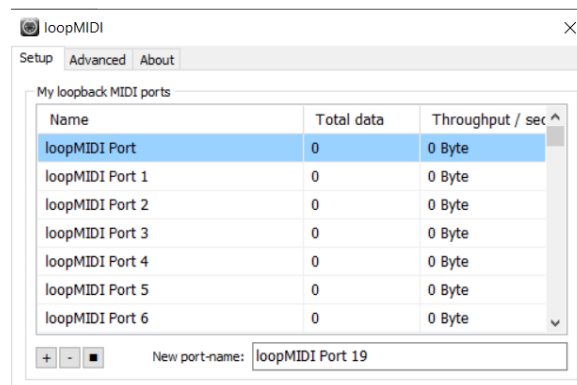 loopMIDI
Setup Advanced About
My loopback MIDI ports
Name Total data Throughput / sec
loopMIDI Port 0 0 Byte
loopMIDI Port 1 0 0 Byte
loopMIDI Port 2 0 0 Byte
loopMIDI Port 3 0 0 Byte
loopMIDI Port 4 0 0 Byte
loopMIDI Port 5 0 0 Byte
loopMIDI Port 6 0 0 Byte
+ - ■ New port-name: loopMIDI Port 19